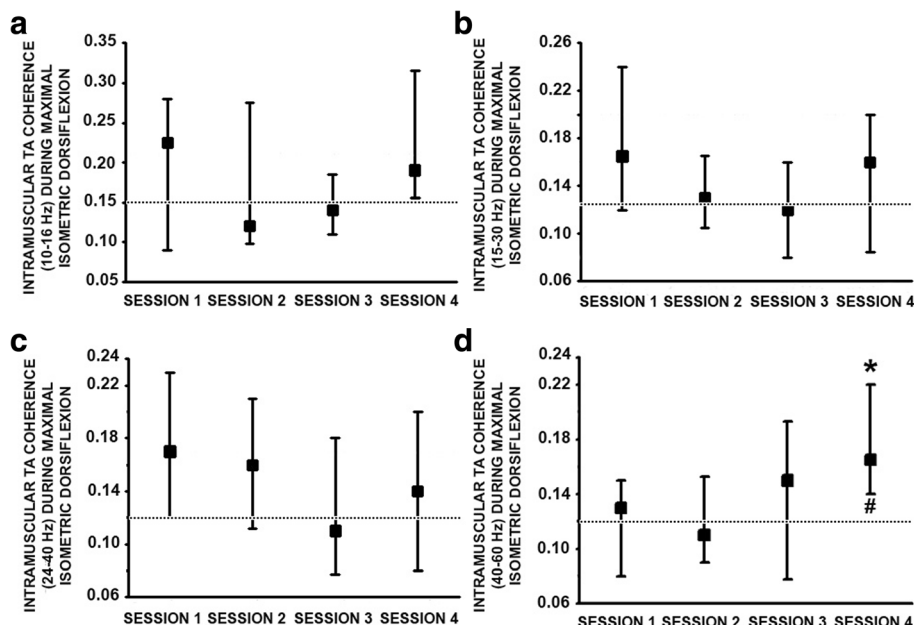 a
INTRAMUSCULAR TA COHERENCE
(10-16 Hz) DURING MAXIMAL
ISOMETRIC DORSIFLEXION
0.35
0.30
0.25
0.20
0.15
0.10
0.05
SESSION 1 SESSION 2 SESSION 3 SESSION 4
b
INTRAMUSCULAR TA COHERENCE
(15-30 Hz) DURING MAXIMAL
ISOMETRIC DORSIFLEXION
0.26
0.22
0.18
0.14
0.10
0.06
SESSION 1 SESSION 2 SESSION 3 SESSION 4
c
INTRAMUSCULAR TA COHERENCE
(24-40 Hz) DURING MAXIMAL
ISOMETRIC DORSIFLEXION
0.24
0.22
0.18
0.14
0.10
0.06
SESSION 1 SESSION 2 SESSION 3 SESSION 4
d
INTRAMUSCULAR TA COHERENCE
(40-60 Hz) DURING MAXIMAL
ISOMETRIC DORSIFLEXION
0.24
0.22
0.18
0.14
0.10
0.06
*
#
SESSION 1 SESSION 2 SESSION 3 SESSION 4